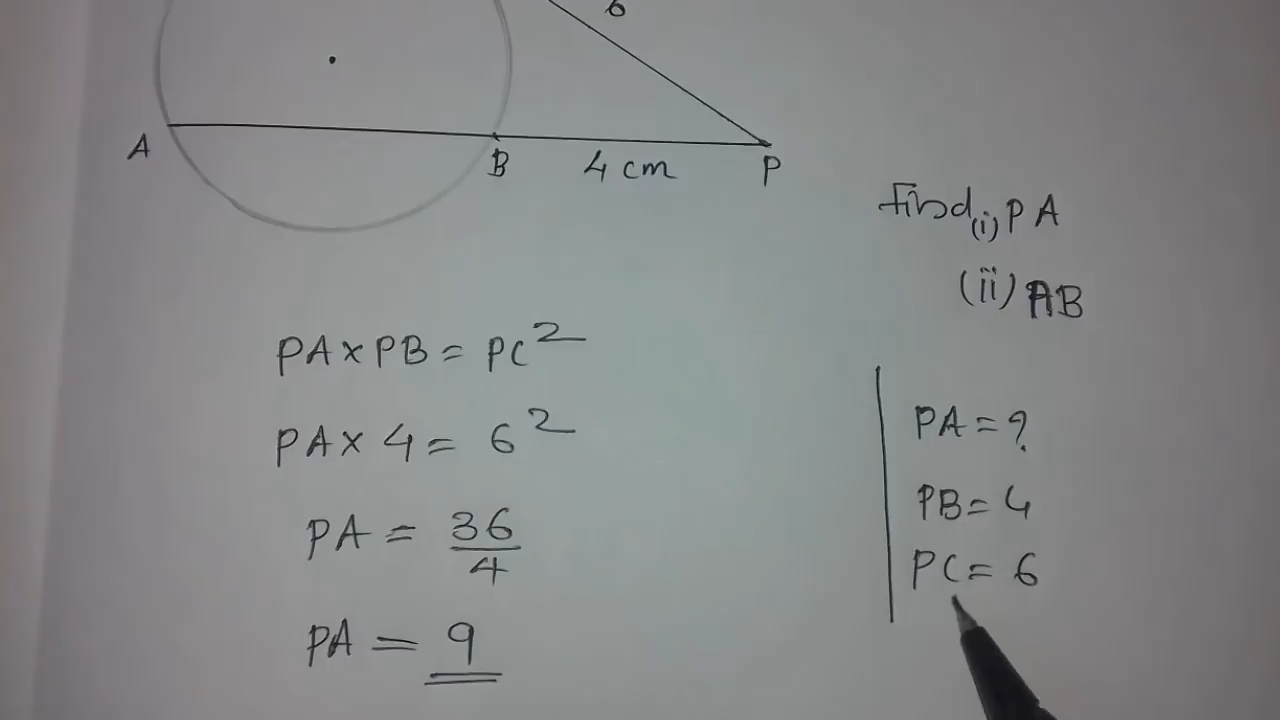 6
A
B
4 cm
P
find (i) PA
(ii) AB
PA × PB = PC²
PA × 4 = 6²
PA = 36/4
PA = 9
PA = ?
PB = 4
PC = 6